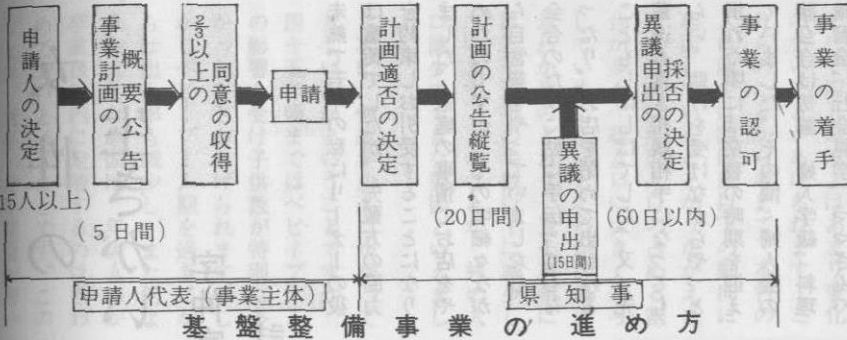 申請人の決定
(15人以上)
事業計画の
概要公告
(5日間)
2/3以上の
同意の収得
申請
計画適否の決定
計画の公告縦覧
(20日間)
異議の申出
(15日間)
異議申出の
採否の決定
(60日以内)
事業の認可
事業の着手
申請人代表(事業主体)
県知事
基盤整備事業の進め方